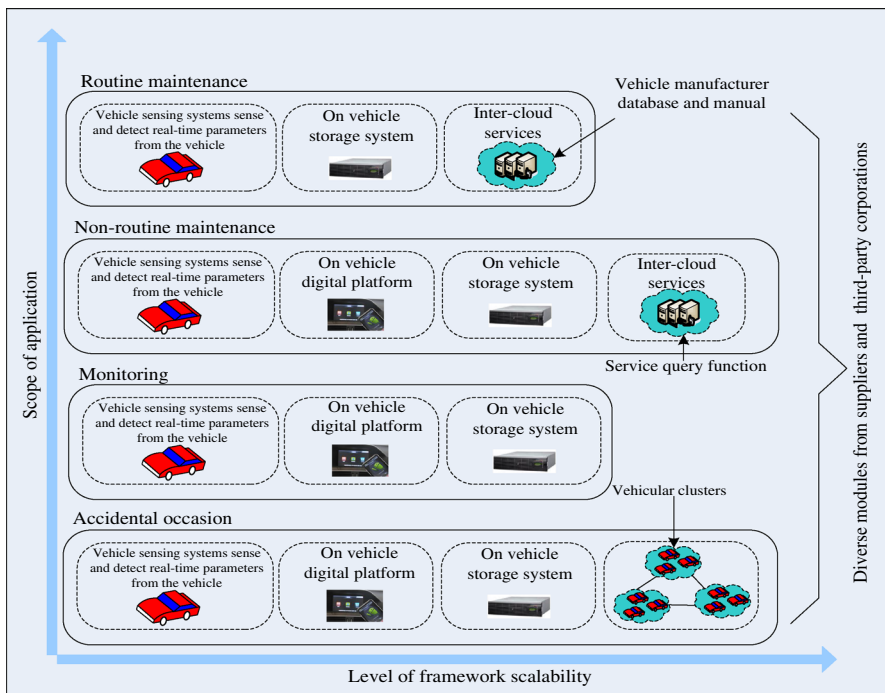 Routine maintenance
Vehicle sensing systems sense
and detect real-time parameters
from the vehicle
On vehicle
storage system
Inter-cloud
services
Vehicle manufacturer
database and manual
Non-routine maintenance
Vehicle sensing systems sense
and detect real-time parameters
from the vehicle
On vehicle
digital platform
On vehicle
storage system
Inter-cloud
services
Service query function
Monitoring
Vehicle sensing systems sense
and detect real-time parameters
from the vehicle
On vehicle
digital platform
On vehicle
storage system
Vehicular clusters
Accidental occasion
Vehicle sensing systems sense
and detect real-time parameters
from the vehicle
On vehicle
digital platform
On vehicle
storage system
Scope of application
Level of framework scalability
Diverse modules from suppliers and third-party corporations